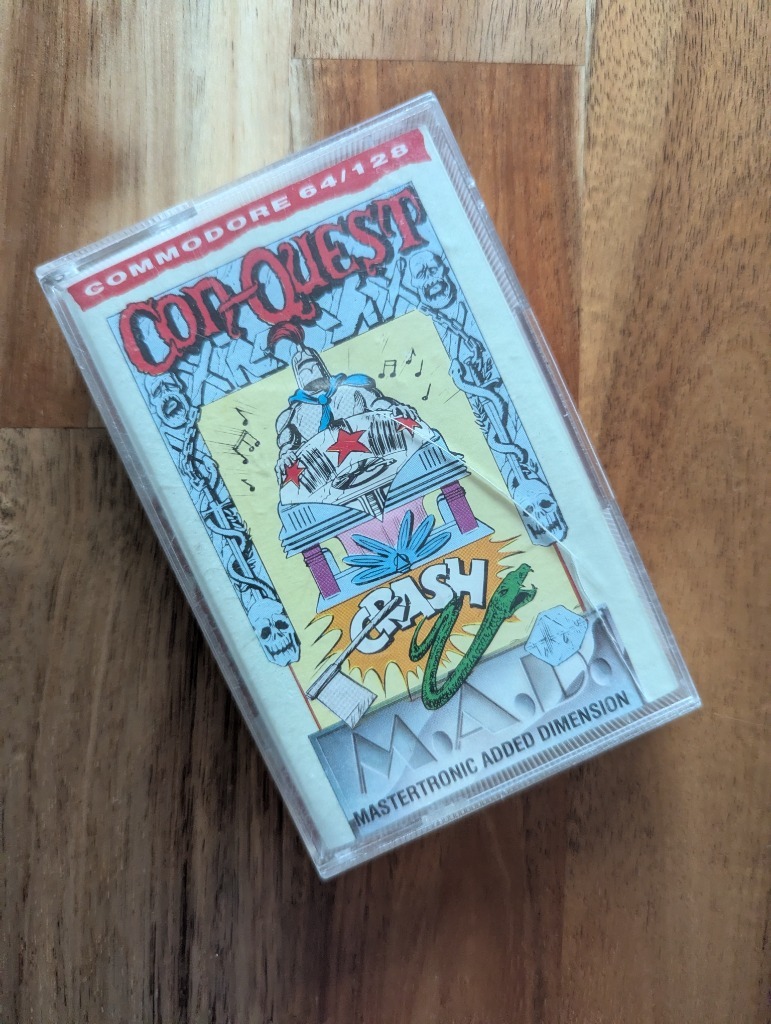 COMMODORE 64/128
CON-QUEST
CRASH
M.A.D.
MASTERTRONIC ADDED DIMENSION